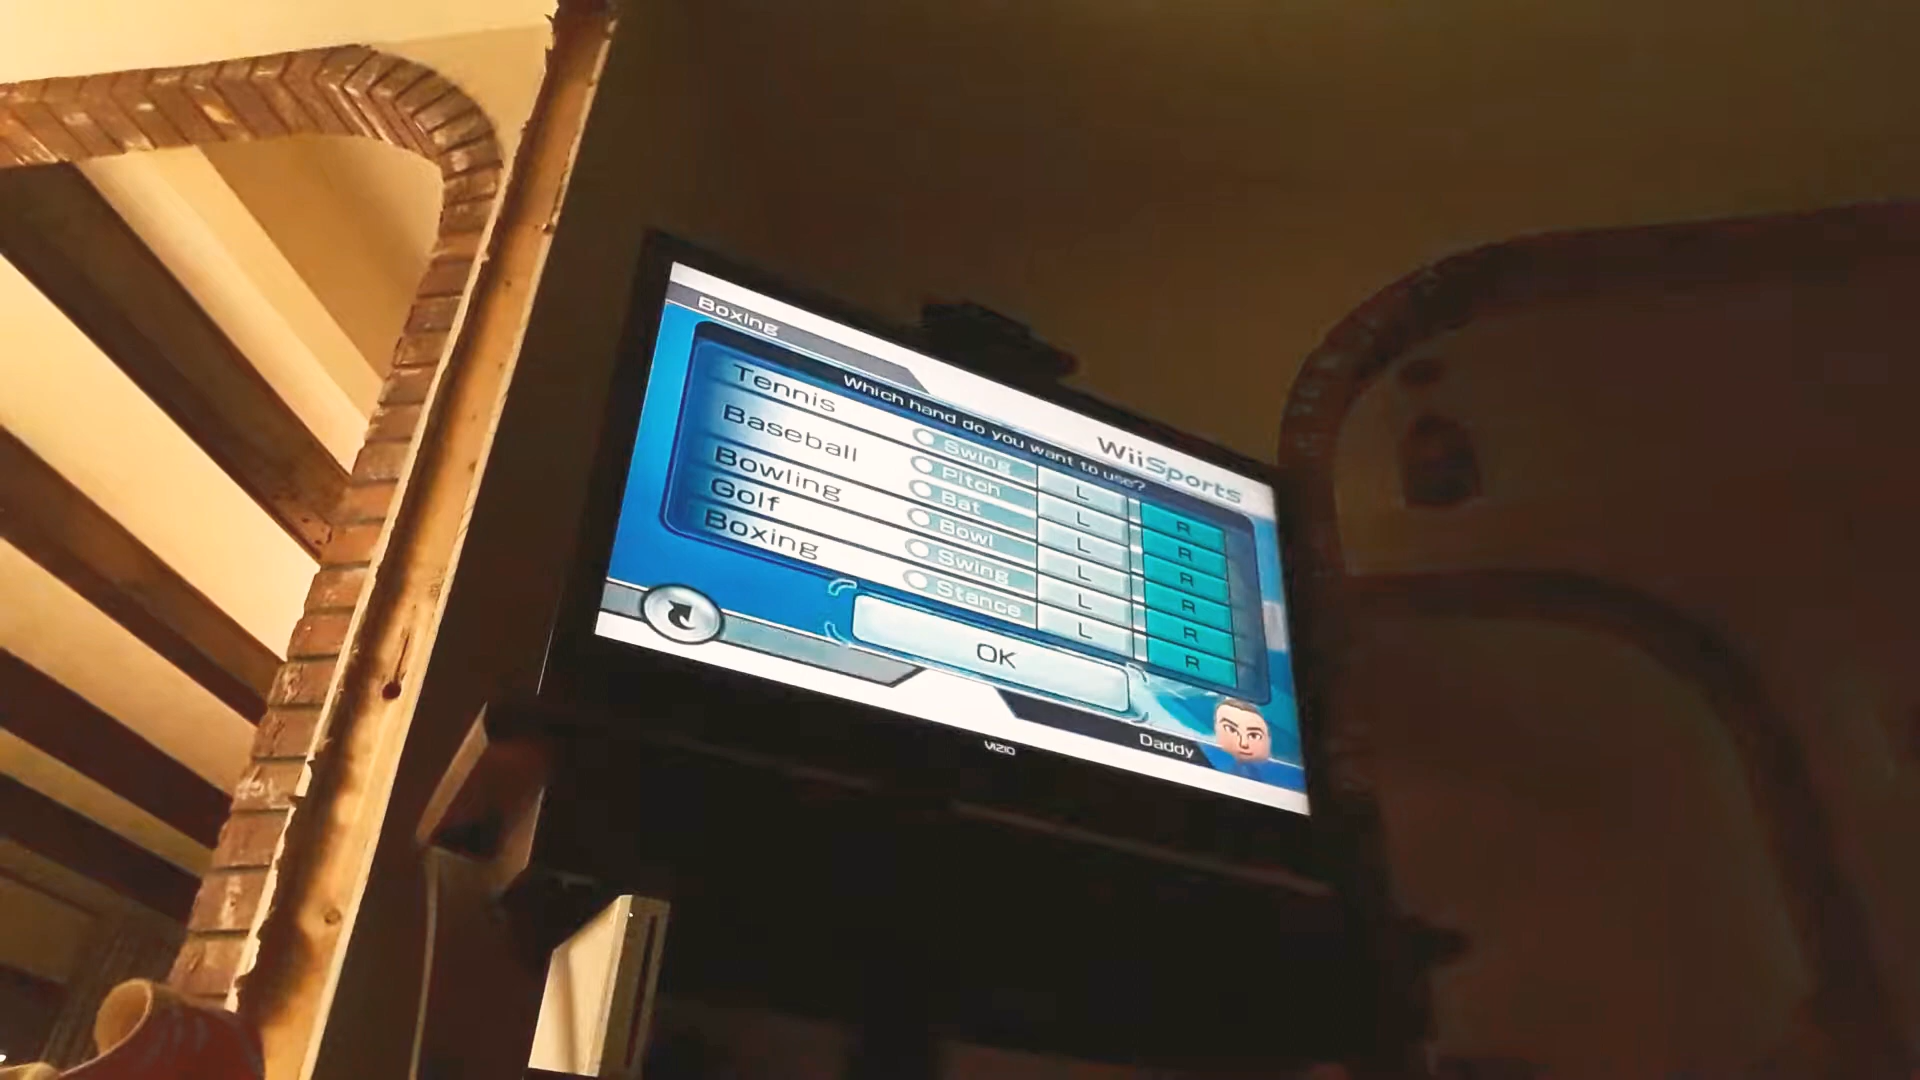 Boxing
WiiSports
Which hand do you want to use?
Tennis Swing L R
Baseball Pitch L R
Bat L R
Bowling Bowl L R
Golf Swing L R
Boxing Stance L R
OK
Daddy
VIZIO